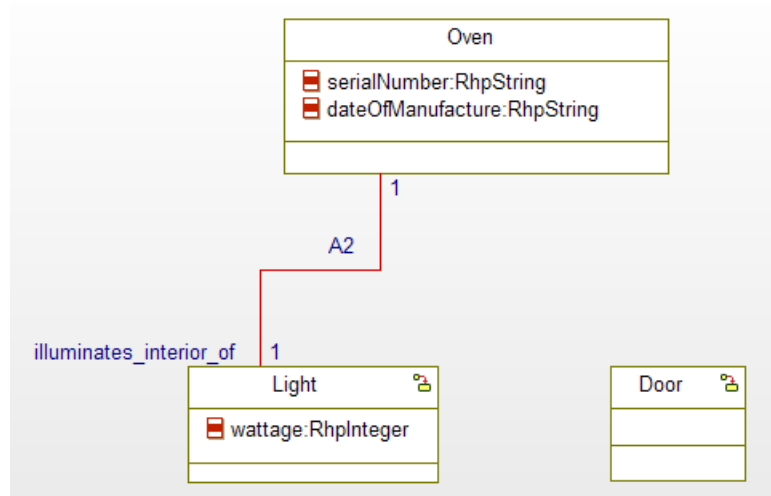 Oven
serialNumber:RhpString
dateOfManufacture:RhpString
1
A2
illuminates_interior_of 1
Light
Door
wattage:RhpInteger